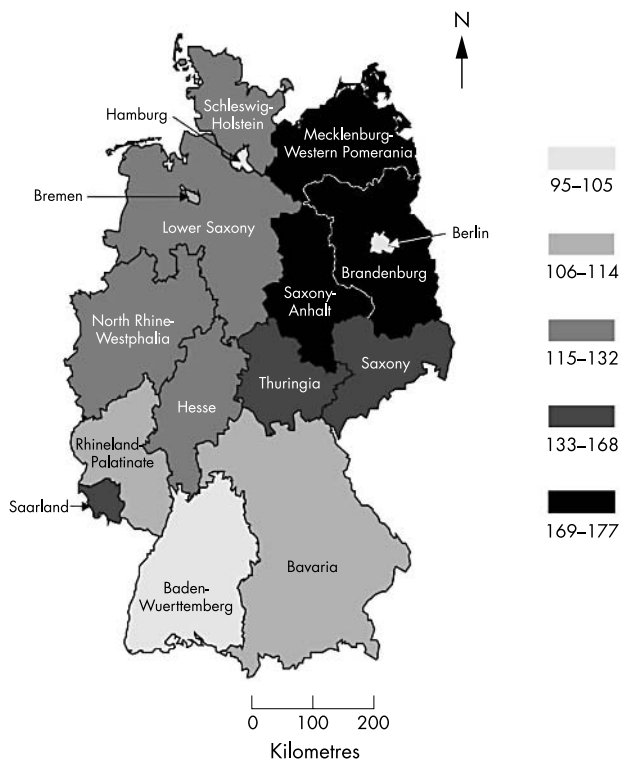 N
Schleswig-
Holstein
Hamburg
Mecklenburg-
Western Pomerania
Bremen
Lower Saxony
Berlin
Brandenburg
Saxony-
Anhalt
North Rhine-
Westphalia
Saxony
Thuringia
Hesse
Rhineland-
Palatinate
Saarland
Bavaria
Baden-
Wuerttemberg
95–105
106–114
115–132
133–168
169–177
0 100 200
Kilometres